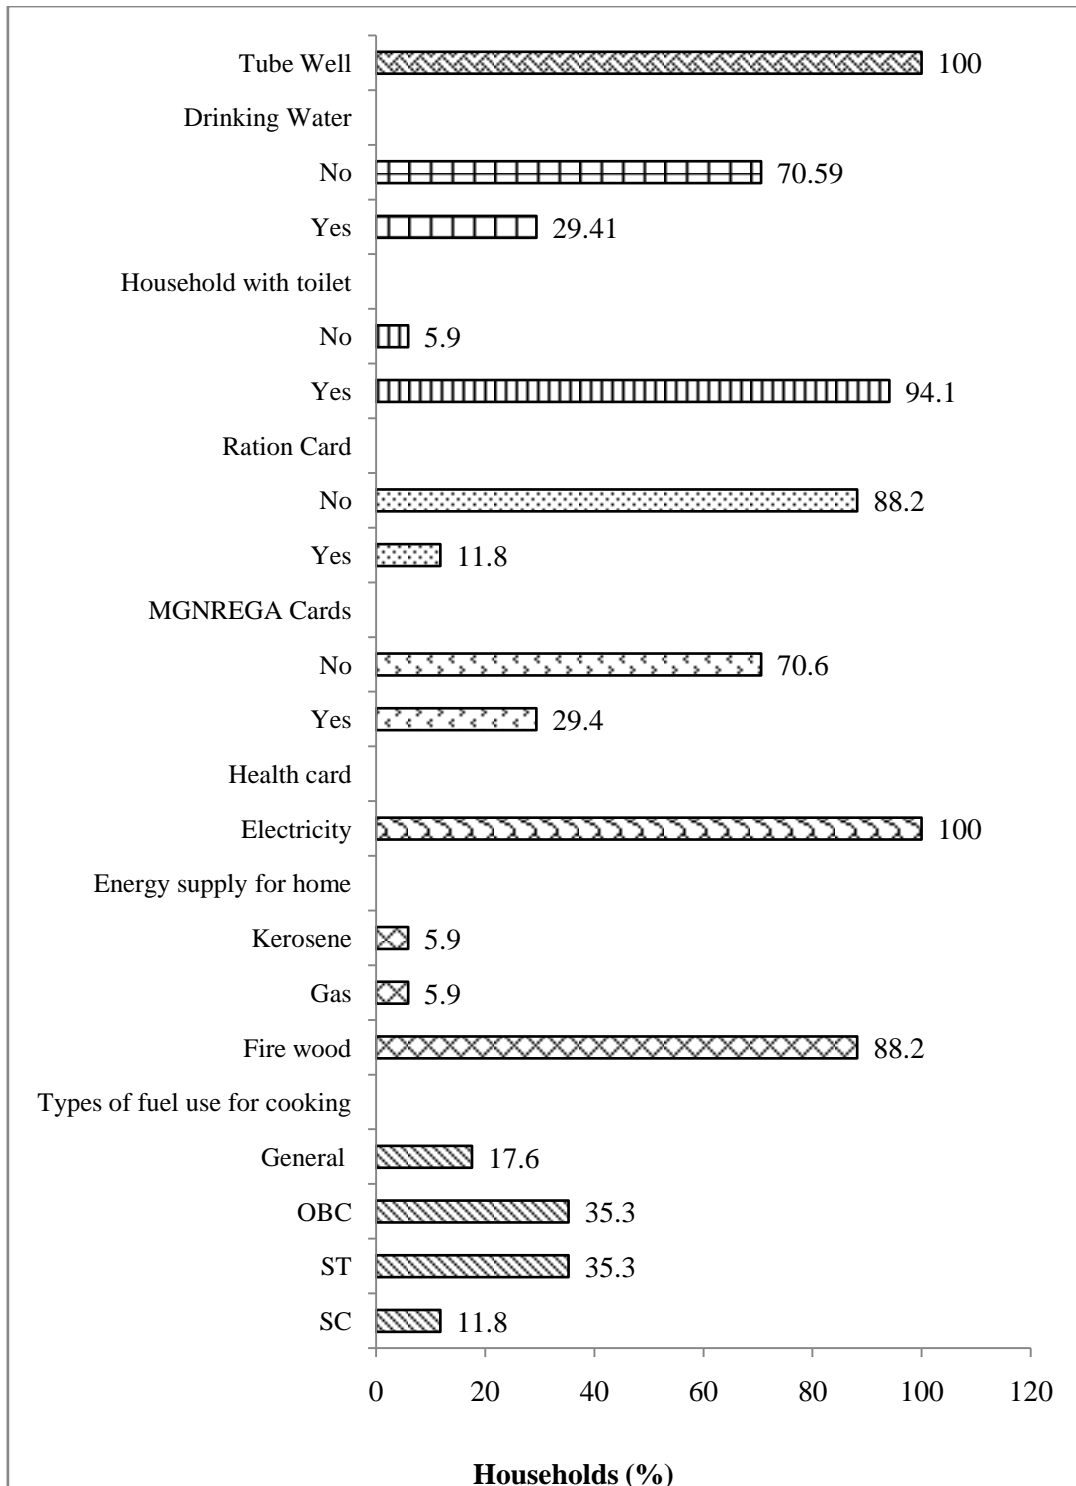 Tube Well 100
Drinking Water
No 70.59
Yes 29.41
Household with toilet
No 5.9
Yes 94.1
Ration Card
No 88.2
Yes 11.8
MGNREGA Cards
No 70.6
Yes 29.4
Health card
Electricity 100
Energy supply for home
Kerosene 5.9
Gas 5.9
Fire wood 88.2
Types of fuel use for cooking
General 17.6
OBC 35.3
ST 35.3
SC 11.8
0 20 40 60 80 100 120
Households (%)